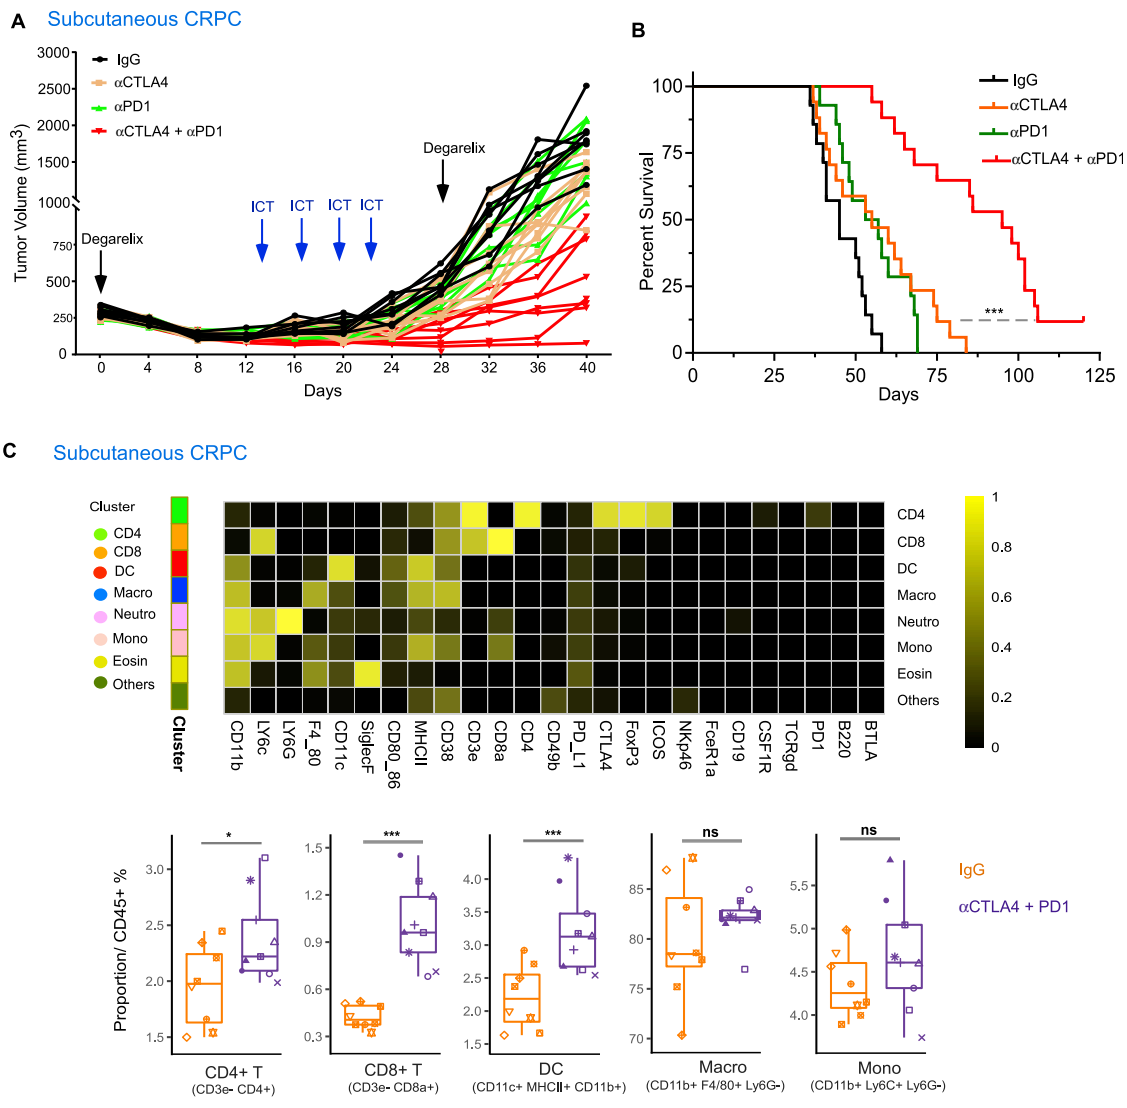 A Subcutaneous CRPC
3000
2500
2000
1500
1000
750
500
250
0
Tumor Volume (mm3)
IgG
αCTLA4
αPD1
αCTLA4 + αPD1
Degarelix
ICT ICT ICT ICT
Degarelix
0 4 8 12 16 20 24 28 32 36 40
Days
B
100
75
50
25
0
Percent Survival
IgG
αCTLA4
αPD1
αCTLA4 + αPD1
***
0 25 50 75 100 125
Days
C Subcutaneous CRPC
Cluster
CD4
CD8
DC
Macro
Neutro
Mono
Eosin
Others
Cluster
CD4
CD8
DC
Macro
Neutro
Mono
Eosin
Others
CD11b
LY6c
LY6G
F4_80
CD11c
SiglecF
CD80_86
MHCII
CD38
CD3e
CD8a
CD4
CD49b
PD_L1
CTLA4
FoxP3
ICOS
NKp46
FceR1a
CD19
CSF1R
TCRgd
PD1
B220
BTLA
1
0.8
0.6
0.4
0.2
0
Proportion/ CD45+ %
3.0
2.5
2.0
1.5
*
CD4+ T
(CD3e- CD4+)
1.5
1.2
0.9
0.6
0.3
***
CD8+ T
(CD3e- CD8a+)
4.0
3.5
3.0
2.5
2.0
1.5
***
DC
(CD11c+ MHCII+ CD11b+)
85
80
75
70
ns
Macro
(CD11b+ F4/80+ Ly6G-)
5.5
5.0
4.5
4.0
ns
Mono
(CD11b+ Ly6C+ Ly6G-)
IgG
αCTLA4 + PD1